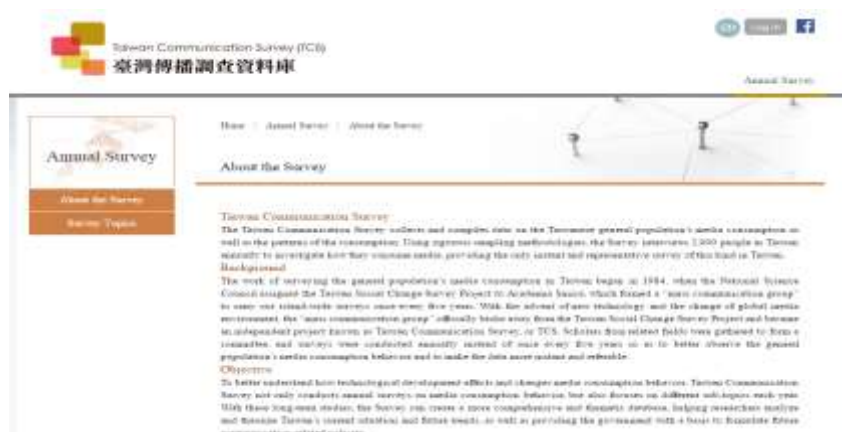 Taiwan Communication Survey (TCS)
臺灣傳播調查資料庫
Log in
Annual Survey
Home Annual Survey About the Survey
Annual Survey
About the Survey
About the Survey
Survey Topics
Taiwan Communication Survey
The Taiwan Communication Survey collects and compiles data on the Taiwanese general population's media consumption as
well as the patterns of the consumption. Using rigorous sampling methodologies, the Survey interviews 2,000 people in Taiwan
annually to investigate how they consume media, providing the only instant and representative survey of this kind in Taiwan.
Background
The work of surveying the general population's media consumption in Taiwan began in 1984, when the National Science
Council assigned the Taiwan Social Change Survey Project to Academia Sinica, which formed a "mass communication group"
to carry out island-wide surveys once every five years. With the advent of new technology and the change of global media
environment, the "mass communication group" officially broke away from the Taiwan Social Change Survey Project and became
an independent project known as Taiwan Communication Survey, or TCS. Scholars from related fields were gathered to form a
committee, and surveys were conducted annually instead of once every five years so as to better observe the general
population's media consumption behavior and to make the data more instant and referable.
Objective
To better understand how technological development affects and changes media consumption behavior, Taiwan Communication
Survey not only conducts annual surveys on media consumption behavior, but also focuses on different sub-topics each year.
With these long-term studies, the Survey can create a more comprehensive and thematic database, helping researchers analyze
and Taiwan's current situation and future trends, as well as providing the government with a basis to formulate future